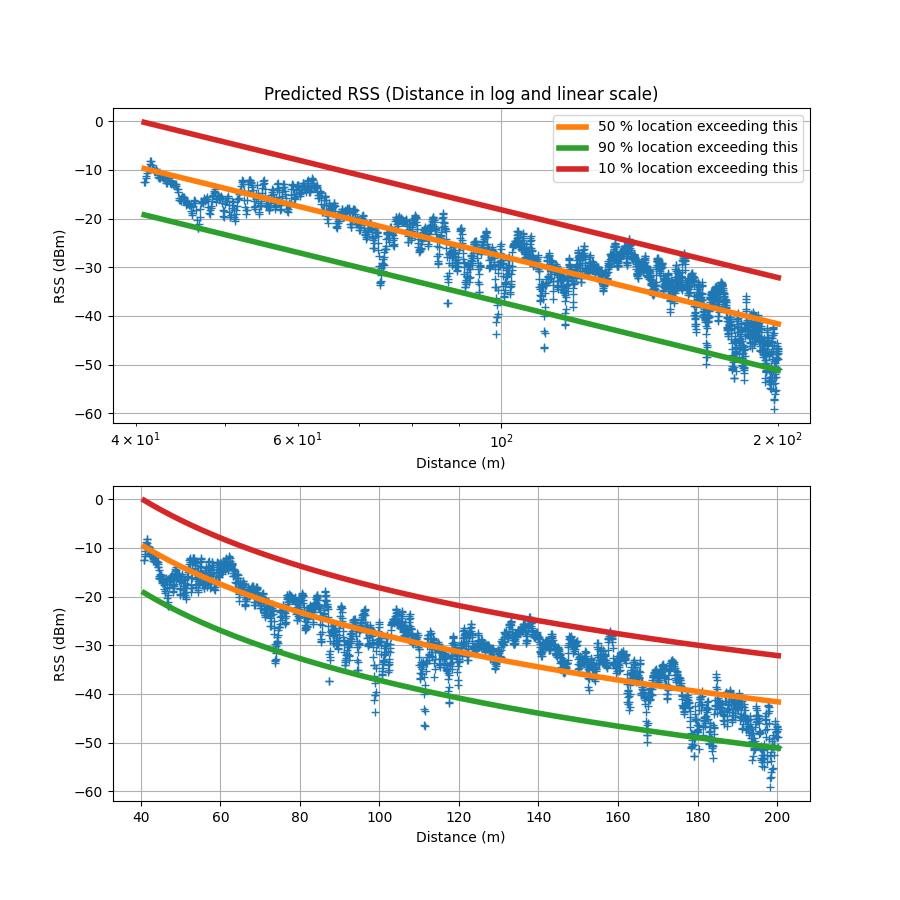 Predicted RSS (Distance in log and linear scale)
0
−10
−20
−30
−40
−50
−60
RSS (dBm)
50 % location exceeding this
90 % location exceeding this
10 % location exceeding this
4 × 10¹
6 × 10¹
10²
2 × 10²
Distance (m)
0
−10
−20
−30
−40
−50
−60
RSS (dBm)
40 60 80 100 120 140 160 180 200
Distance (m)